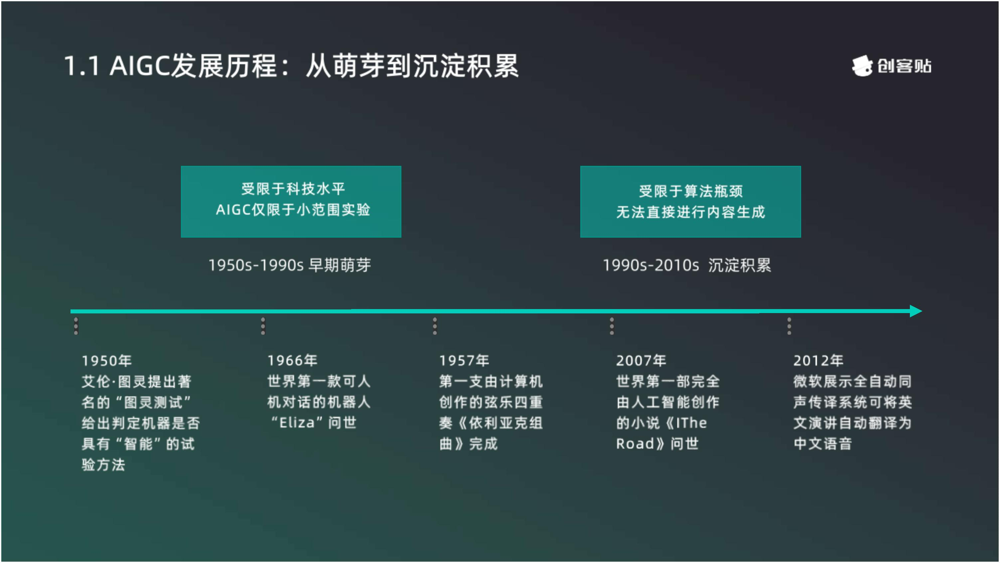 1.1 AIGC发展历程：从萌芽到沉淀积累
创客贴
受限于科技水平
AIGC仅限于小范围实验
受限于算法瓶颈
无法直接进行内容生成
1950s-1990s 早期萌芽
1990s-2010s 沉淀积累
1950年
艾伦·图灵提出著
名的“图灵测试”
给出判定机器是否
具有“智能”的试
验方法
1966年
世界第一款可人
机对话的机器人
“Eliza”问世
1957年
第一支由计算机
创作的弦乐四重
奏《依利亚克组
曲》完成
2007年
世界第一部完全
由人工智能创作
的小说《IThe
Road》问世
2012年
微软展示全自动同
声传译系统可将英
文演讲自动翻译为
中文语音